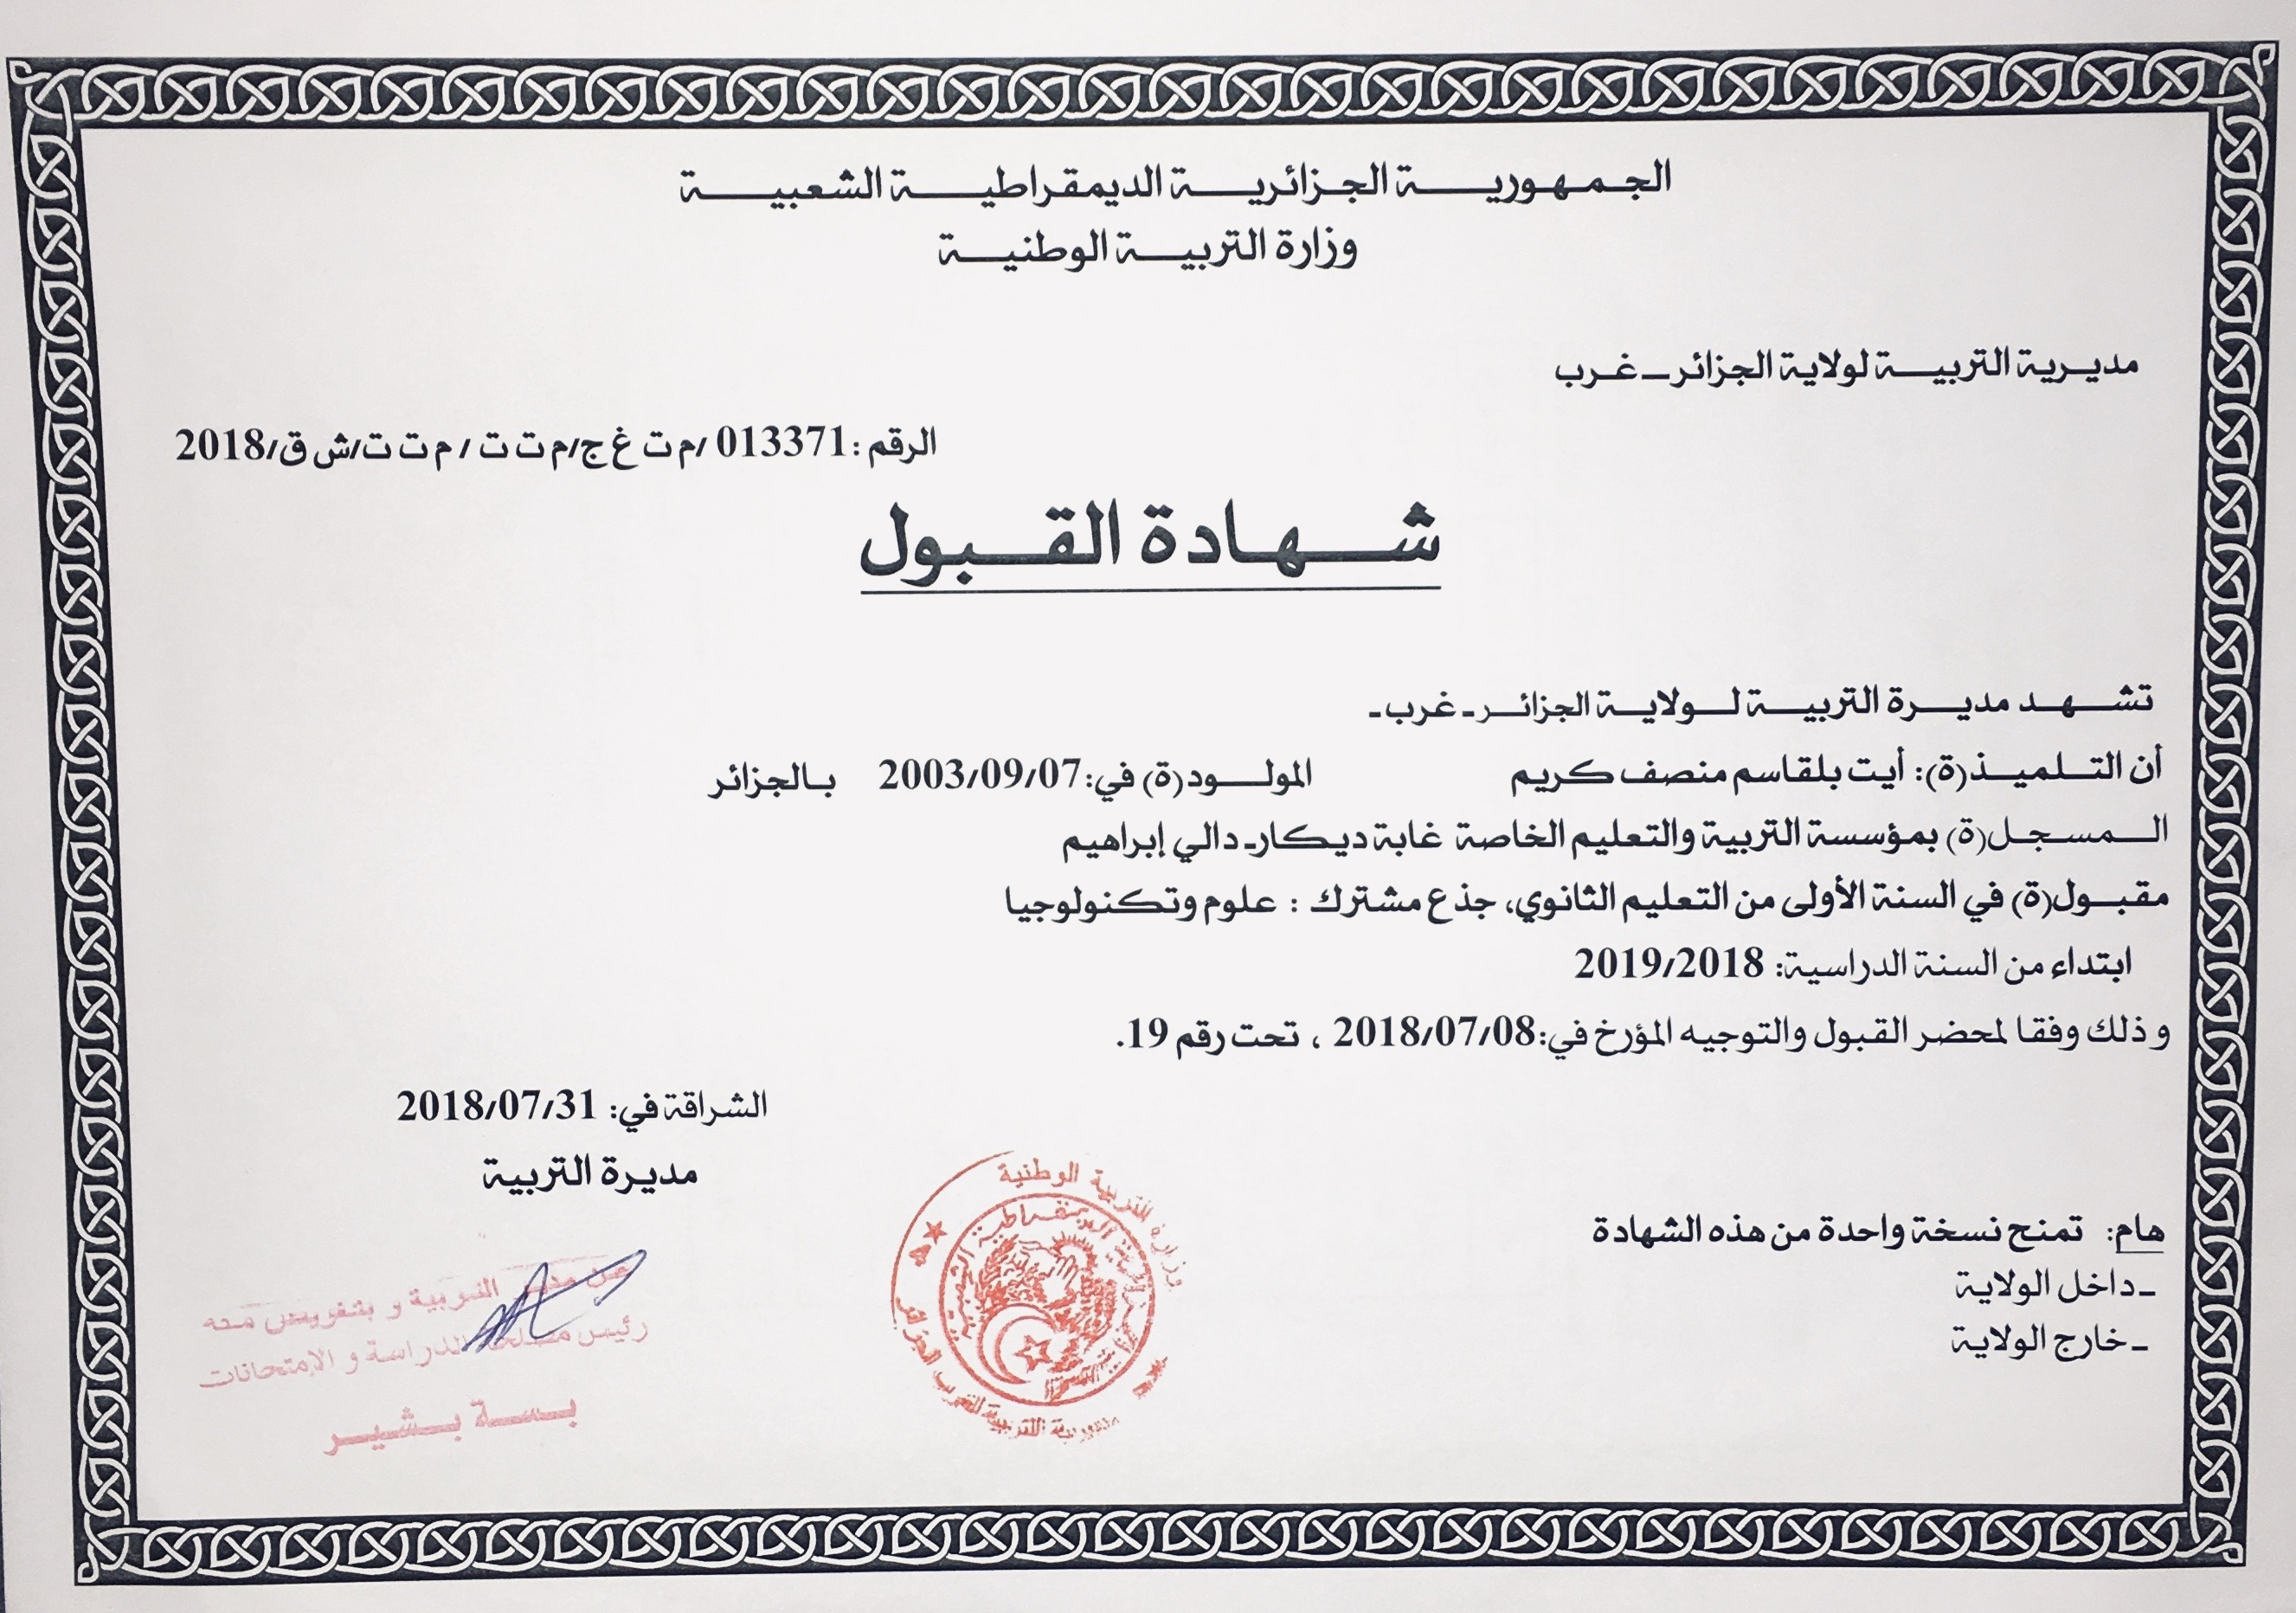 الجمهورية الجزائرية الديمقراطية الشعبية
وزارة التربية الوطنية
مديرية التربية لولاية الجزائر – غرب
الرقم : 013371 /م ت غ ج/م ت ت / م ت ت/ش ق/2018
شهادة القبول
تشهد مديرة التربية لولاية الجزائر - غرب -
أن التلميذ(ة): أيت بلقاسم منصف كريم المولود(ة) في: 2003/09/07 بالجزائر
المسجل(ة) بمؤسسة التربية والتعليم الخاصة غابة ديكار- دالي إبراهيم
مقبول(ة) في السنة الأولى من التعليم الثانوي، جذع مشترك : علوم وتكنولوجيا
ابتداء من السنة الدراسية: 2019/2018
و ذلك وفقا لمحضر القبول والتوجيه المؤرخ في: 2018/07/08 ، تحت رقم 19.
الشراقة في: 2018/07/31
مديرة التربية
عن مدير التربية و بتفويض منه
رئيس مصلحة الدراسة و الإمتحانات
بسة بشير
وزارة التربية الوطنية
الجمهورية الجزائرية الديمقراطية الشعبية
مديرية التربية لغرب الجزائر
هام: تمنح نسخة واحدة من هذه الشهادة
- داخل الولاية
- خارج الولاية